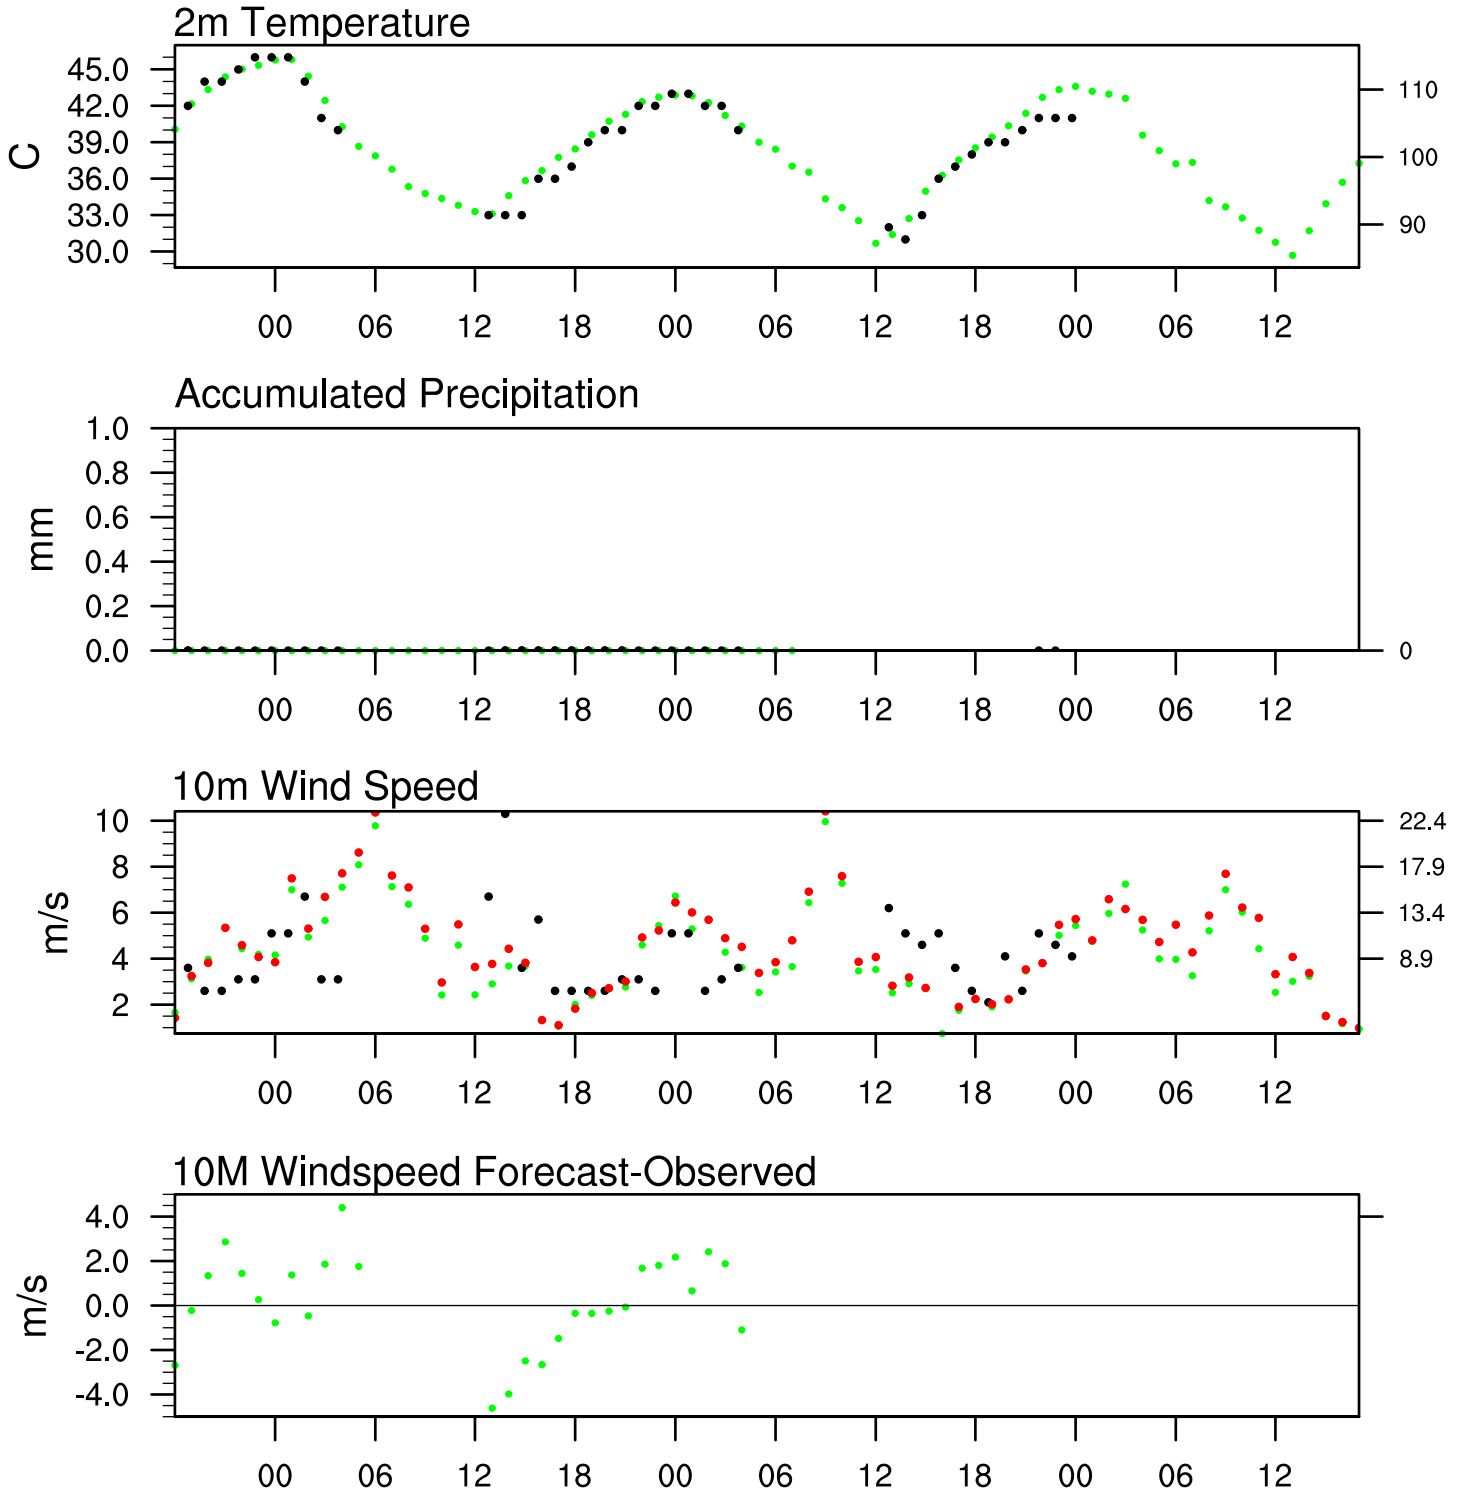 2m Temperature
C
45.0
42.0
39.0
36.0
33.0
30.0
110
100
90
00 06 12 18 00 06 12 18 00 06 12
Accumulated Precipitation
mm
1.0
0.8
0.6
0.4
0.2
0.0
0
00 06 12 18 00 06 12 18 00 06 12
10m Wind Speed
m/s
10
8
6
4
2
22.4
17.9
13.4
8.9
00 06 12 18 00 06 12 18 00 06 12
10M Windspeed Forecast-Observed
m/s
4.0
2.0
0.0
-2.0
-4.0
00 06 12 18 00 06 12 18 00 06 12